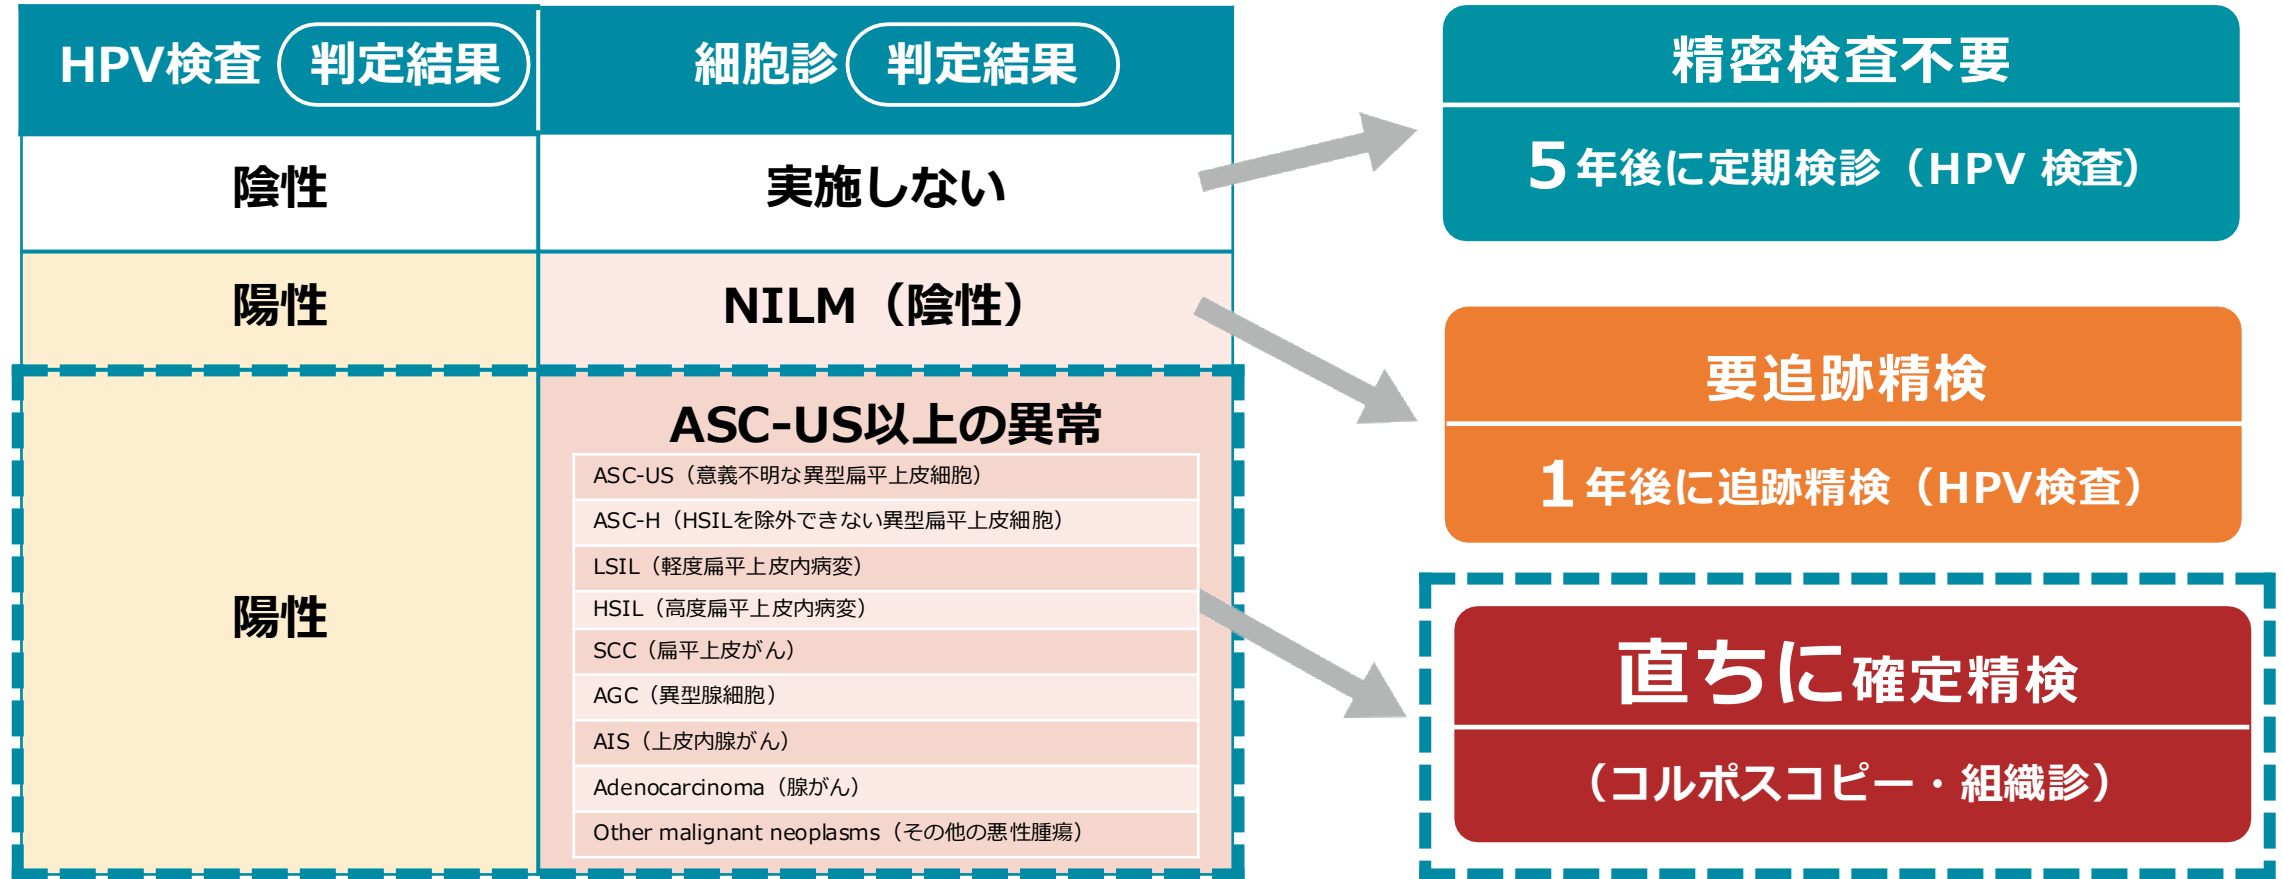 HPV検査 判定結果
細胞診 判定結果
陰性
実施しない
陽性
NILM（陰性）
陽性
ASC-US以上の異常
ASC-US（意義不明な異型扁平上皮細胞）
ASC-H（HSILを除外できない異型扁平上皮細胞）
LSIL（軽度扁平上皮内病変）
HSIL（高度扁平上皮内病変）
SCC（扁平上皮がん）
AGC（異型腺細胞）
AIS（上皮内腺がん）
Adenocarcinoma（腺がん）
Other malignant neoplasms（その他の悪性腫瘍）
精密検査不要
5年後に定期検診（HPV 検査）
要追跡精検
1年後に追跡精検（HPV検査）
直ちに確定精検
（コルポスコピー・組織診）